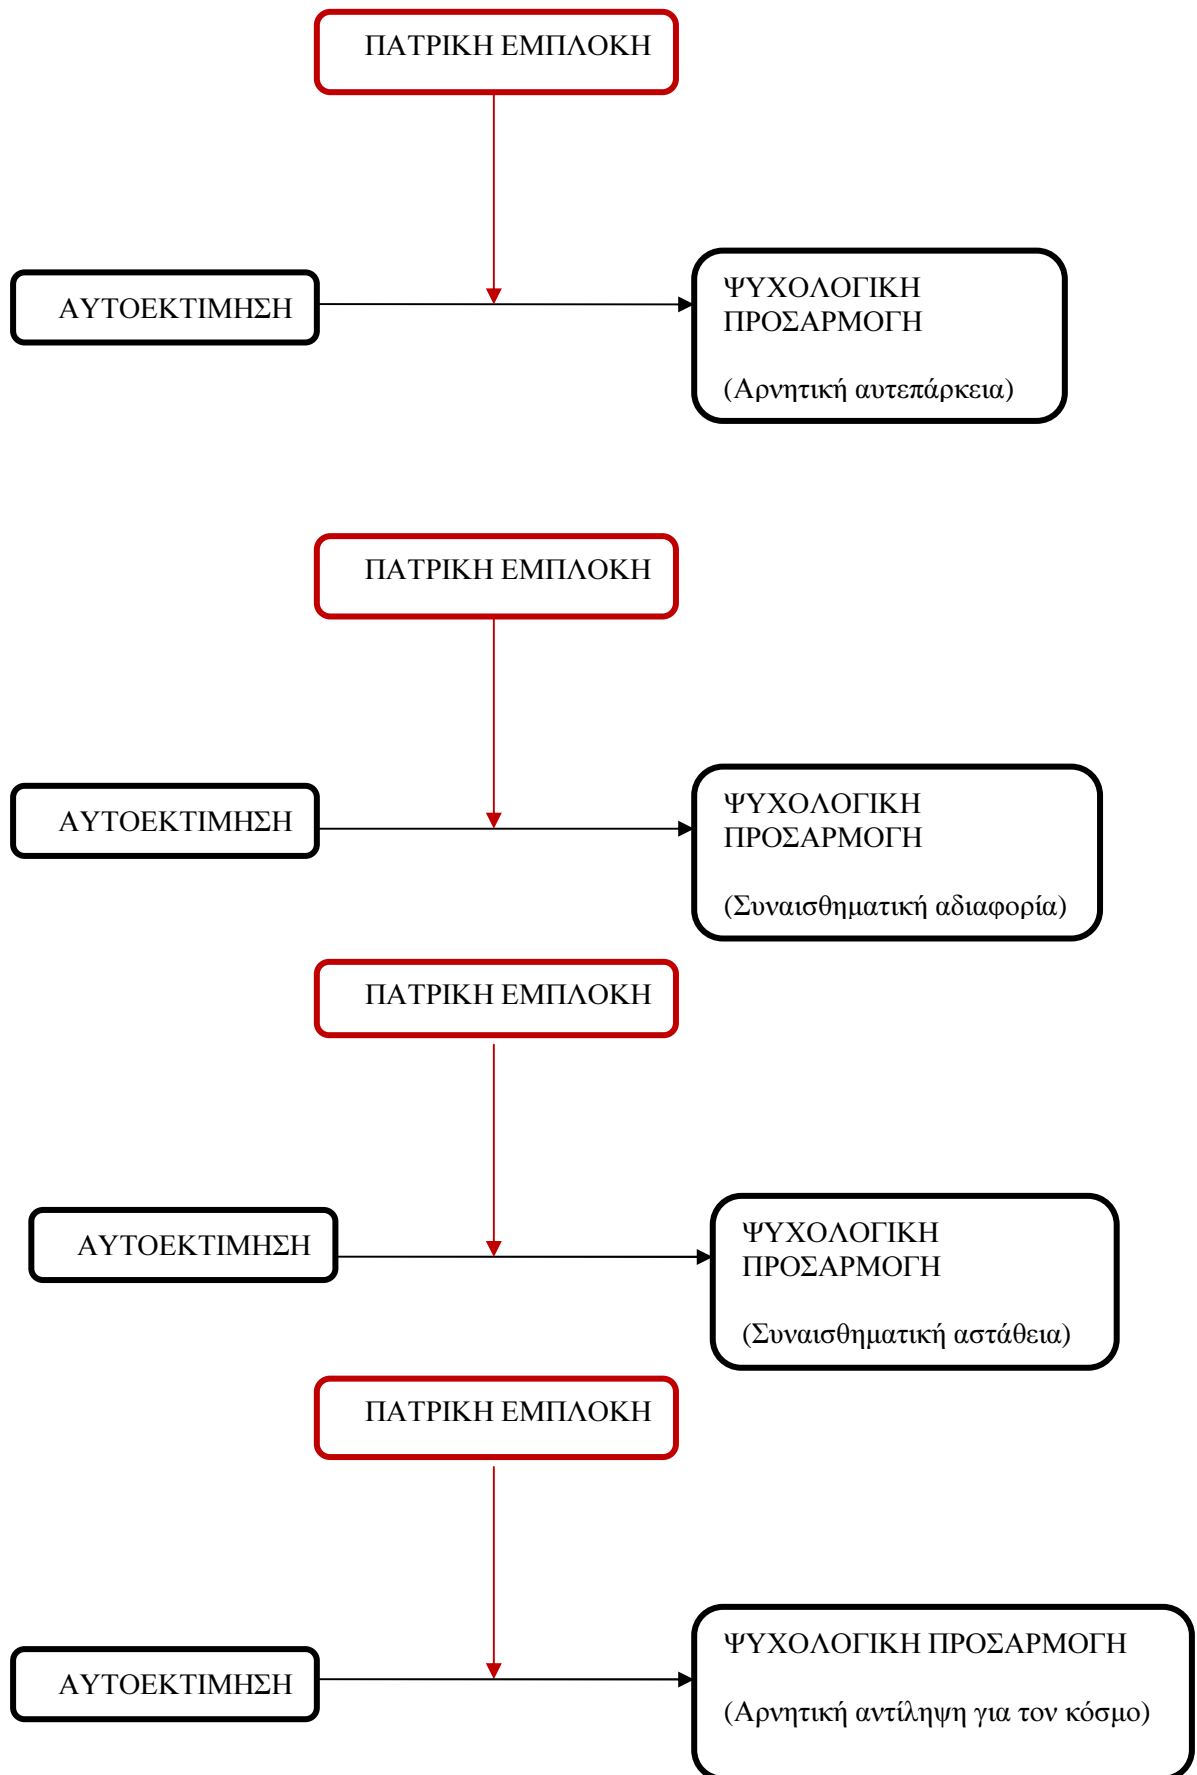 ΠΑΤΡΙΚΗ ΕΜΠΛΟΚΗ
ΑΥΤΟΕΚΤΙΜΗΣΗ
ΨΥΧΟΛΟΓΙΚΗ
ΠΡΟΣΑΡΜΟΓΗ
(Αρνητική αυτεπάρκεια)
ΠΑΤΡΙΚΗ ΕΜΠΛΟΚΗ
ΑΥΤΟΕΚΤΙΜΗΣΗ
ΨΥΧΟΛΟΓΙΚΗ
ΠΡΟΣΑΡΜΟΓΗ
(Συναισθηματική αδιαφορία)
ΠΑΤΡΙΚΗ ΕΜΠΛΟΚΗ
ΑΥΤΟΕΚΤΙΜΗΣΗ
ΨΥΧΟΛΟΓΙΚΗ
ΠΡΟΣΑΡΜΟΓΗ
(Συναισθηματική αστάθεια)
ΠΑΤΡΙΚΗ ΕΜΠΛΟΚΗ
ΑΥΤΟΕΚΤΙΜΗΣΗ
ΨΥΧΟΛΟΓΙΚΗ ΠΡΟΣΑΡΜΟΓΗ
(Αρνητική αντίληψη για τον κόσμο)